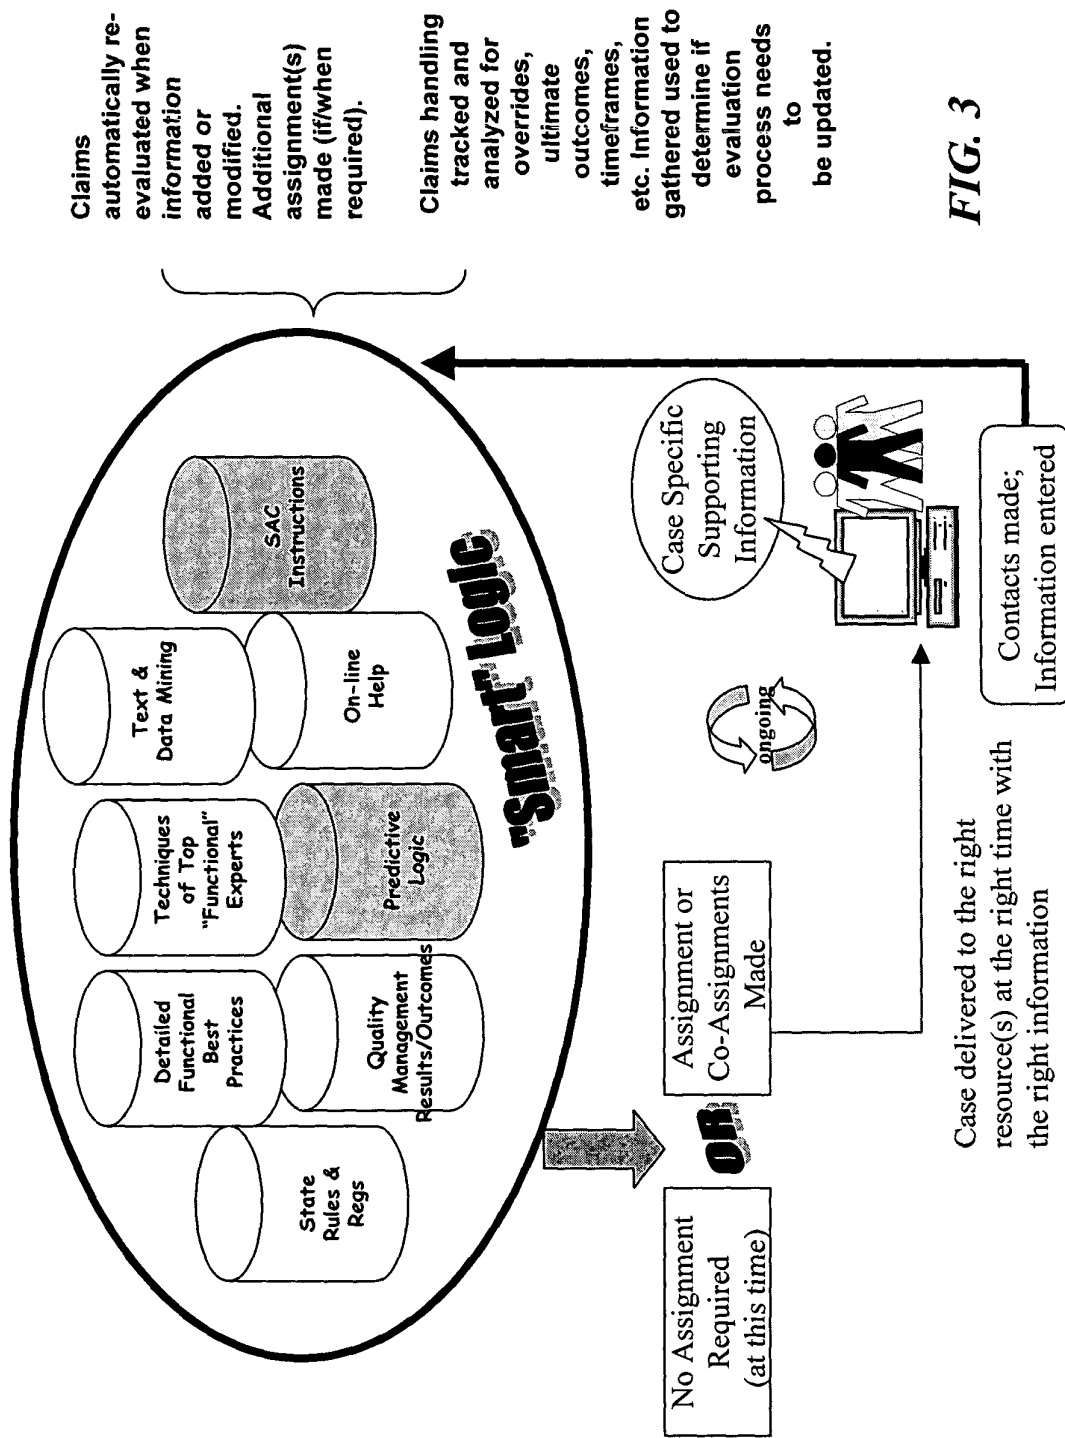 State
Rules &
Regs
Detailed
Functional
Best
Practices
Quality
Management
Results/Outcomes
Techniques
of Top
"Functional"
Experts
Predictive
Logic
Text &
Data Mining
On-line
Help
SAC
Instructions
"Smart" Logic
Claims
automatically re-
evaluated when
information
added or
modified.
Additional
assignment(s)
made (if/when
required).
Claims handling
tracked and
analyzed for
overrides,
ultimate
outcomes,
timeframes,
etc. Information
gathered used to
determine if
evaluation
process needs
to
be updated.
No Assignment
Required
(at this time)
OR
Assignment or
Co-Assignments
Made
ongoing
Case Specific
Supporting
Information
Case delivered to the right
resource(s) at the right time with
the right information
Contacts made;
Information entered
FIG. 3